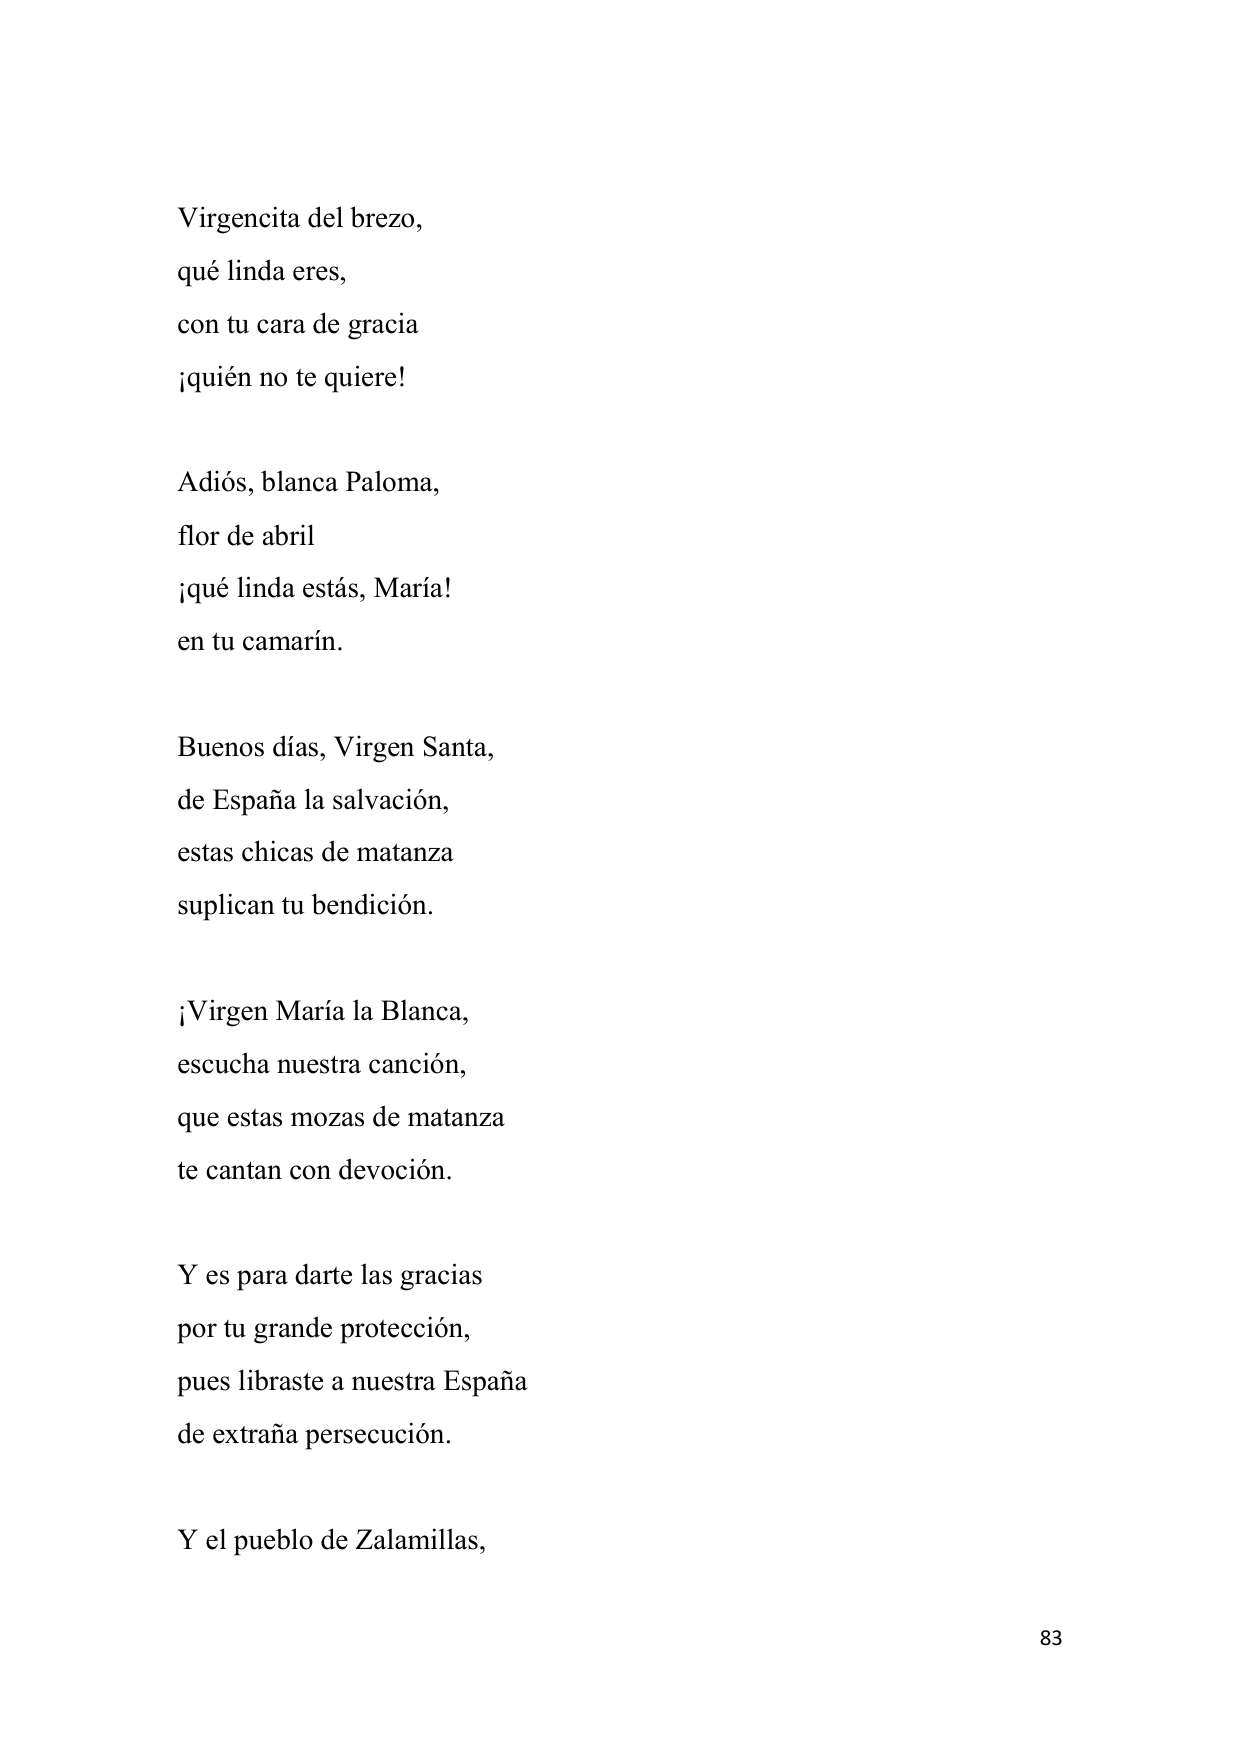 Virgencita del brezo,
qué linda eres,
con tu cara de gracia
¡quién no te quiere!
Adiós, blanca Paloma,
flor de abril
¡qué linda estás, María!
en tu camarín.
Buenos días, Virgen Santa,
de España la salvación,
estas chicas de matanza
suplican tu bendición.
¡Virgen María la Blanca,
escucha nuestra canción,
que estas mozas de matanza
te cantan con devoción.
Y es para darte las gracias
por tu grande protección,
pues libraste a nuestra España
de extraña persecución.
Y el pueblo de Zalamillas,
83